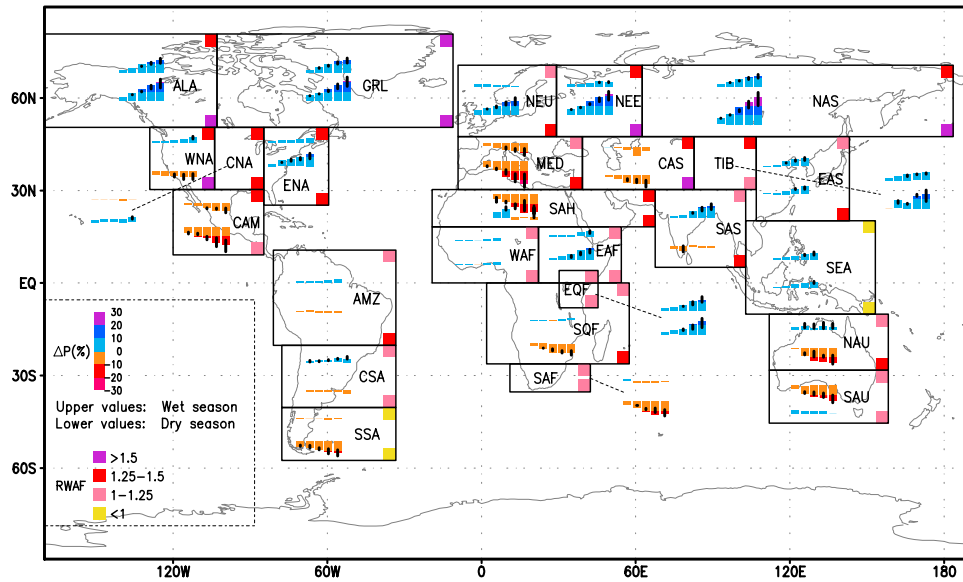 60N
30N
EQ
30S
60S
120W
60W
0
60E
120E
180
ALA
GRL
NEU
NEE
NAS
WNA
CNA
ENA
MED
CAS
TIB
EAS
CAM
SAH
SAS
WAF
EAF
SEA
AMZ
EQF
SQF
NAU
CSA
SAF
SAU
SSA
ΔP(%)
30
20
10
0
−10
−20
−30
Upper values: Wet season
Lower values: Dry season
RWAF
>1.5
1.25−1.5
1−1.25
<1